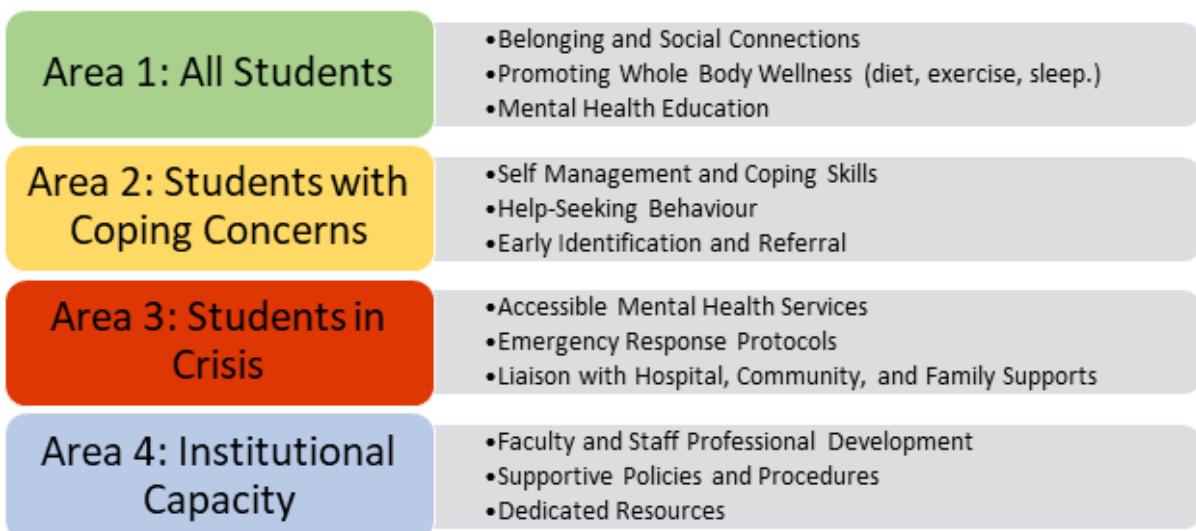 Area 1: All Students
•Belonging and Social Connections
•Promoting Whole Body Wellness (diet, exercise, sleep.)
•Mental Health Education
Area 2: Students with
Coping Concerns
•Self Management and Coping Skills
•Help-Seeking Behaviour
•Early Identification and Referral
Area 3: Students in
Crisis
•Accessible Mental Health Services
•Emergency Response Protocols
•Liaison with Hospital, Community, and Family Supports
Area 4: Institutional
Capacity
•Faculty and Staff Professional Development
•Supportive Policies and Procedures
•Dedicated Resources